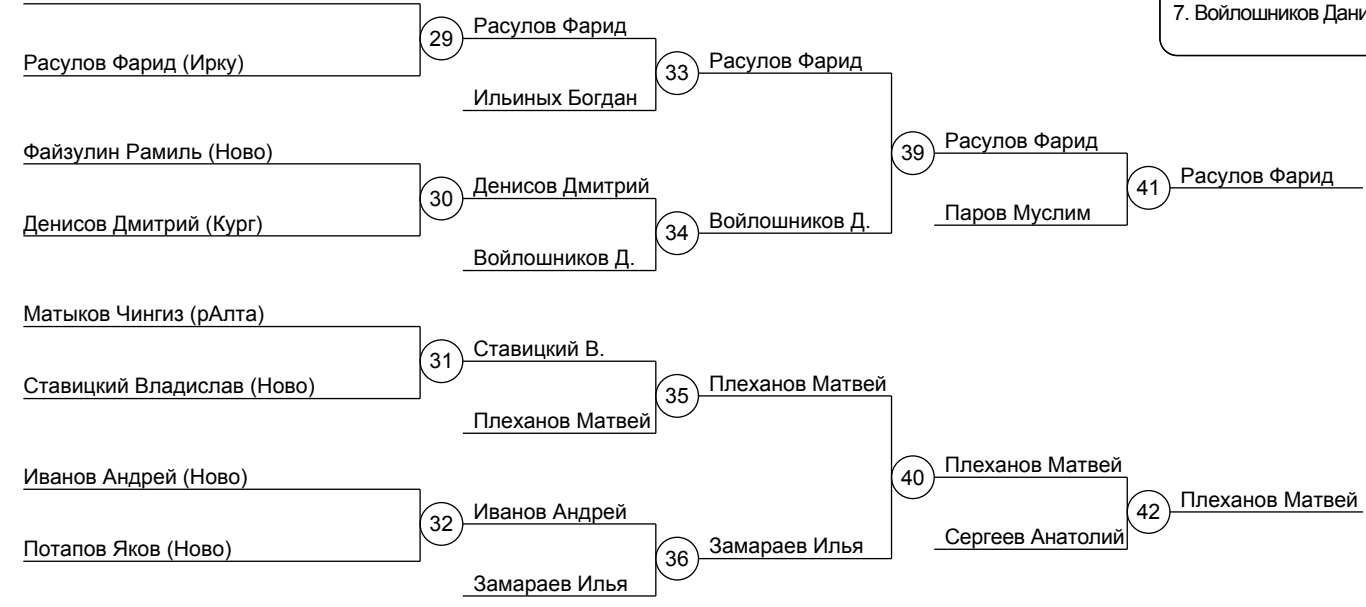 7. Войлошников Дани
29
Расулов Фарид
Расулов Фарид (Ирку)
33
Расулов Фарид
Ильиных Богдан
Файзулин Рамиль (Ново)
39
Расулов Фарид
30
Денисов Дмитрий
41
Расулов Фарид
Денисов Дмитрий (Кург)
34
Войлошников Д.
Паров Муслим
Войлошников Д.
Матыков Чингиз (рАлта)
31
Ставицкий В.
Ставицкий Владислав (Ново)
35
Плеханов Матвей
Плеханов Матвей
Иванов Андрей (Ново)
40
Плеханов Матвей
32
Иванов Андрей
42
Плеханов Матвей
Потапов Яков (Ново)
36
Замараев Илья
Сергеев Анатолий
Замараев Илья